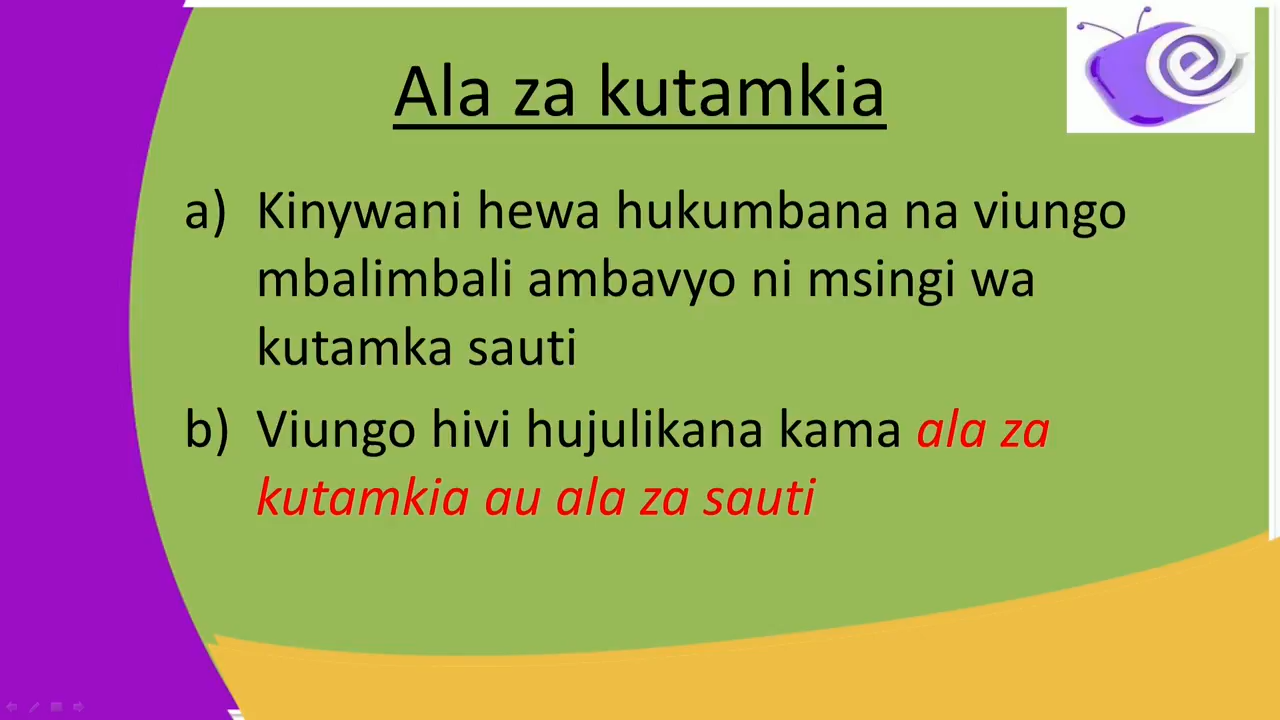 Ala za kutamkia
a) Kinywani hewa hukumbana na viungo
mbalimbali ambavyo ni msingi wa
kutamka sauti
b) Viungo hivi hujulikana kama ala za
kutamkia au ala za sauti